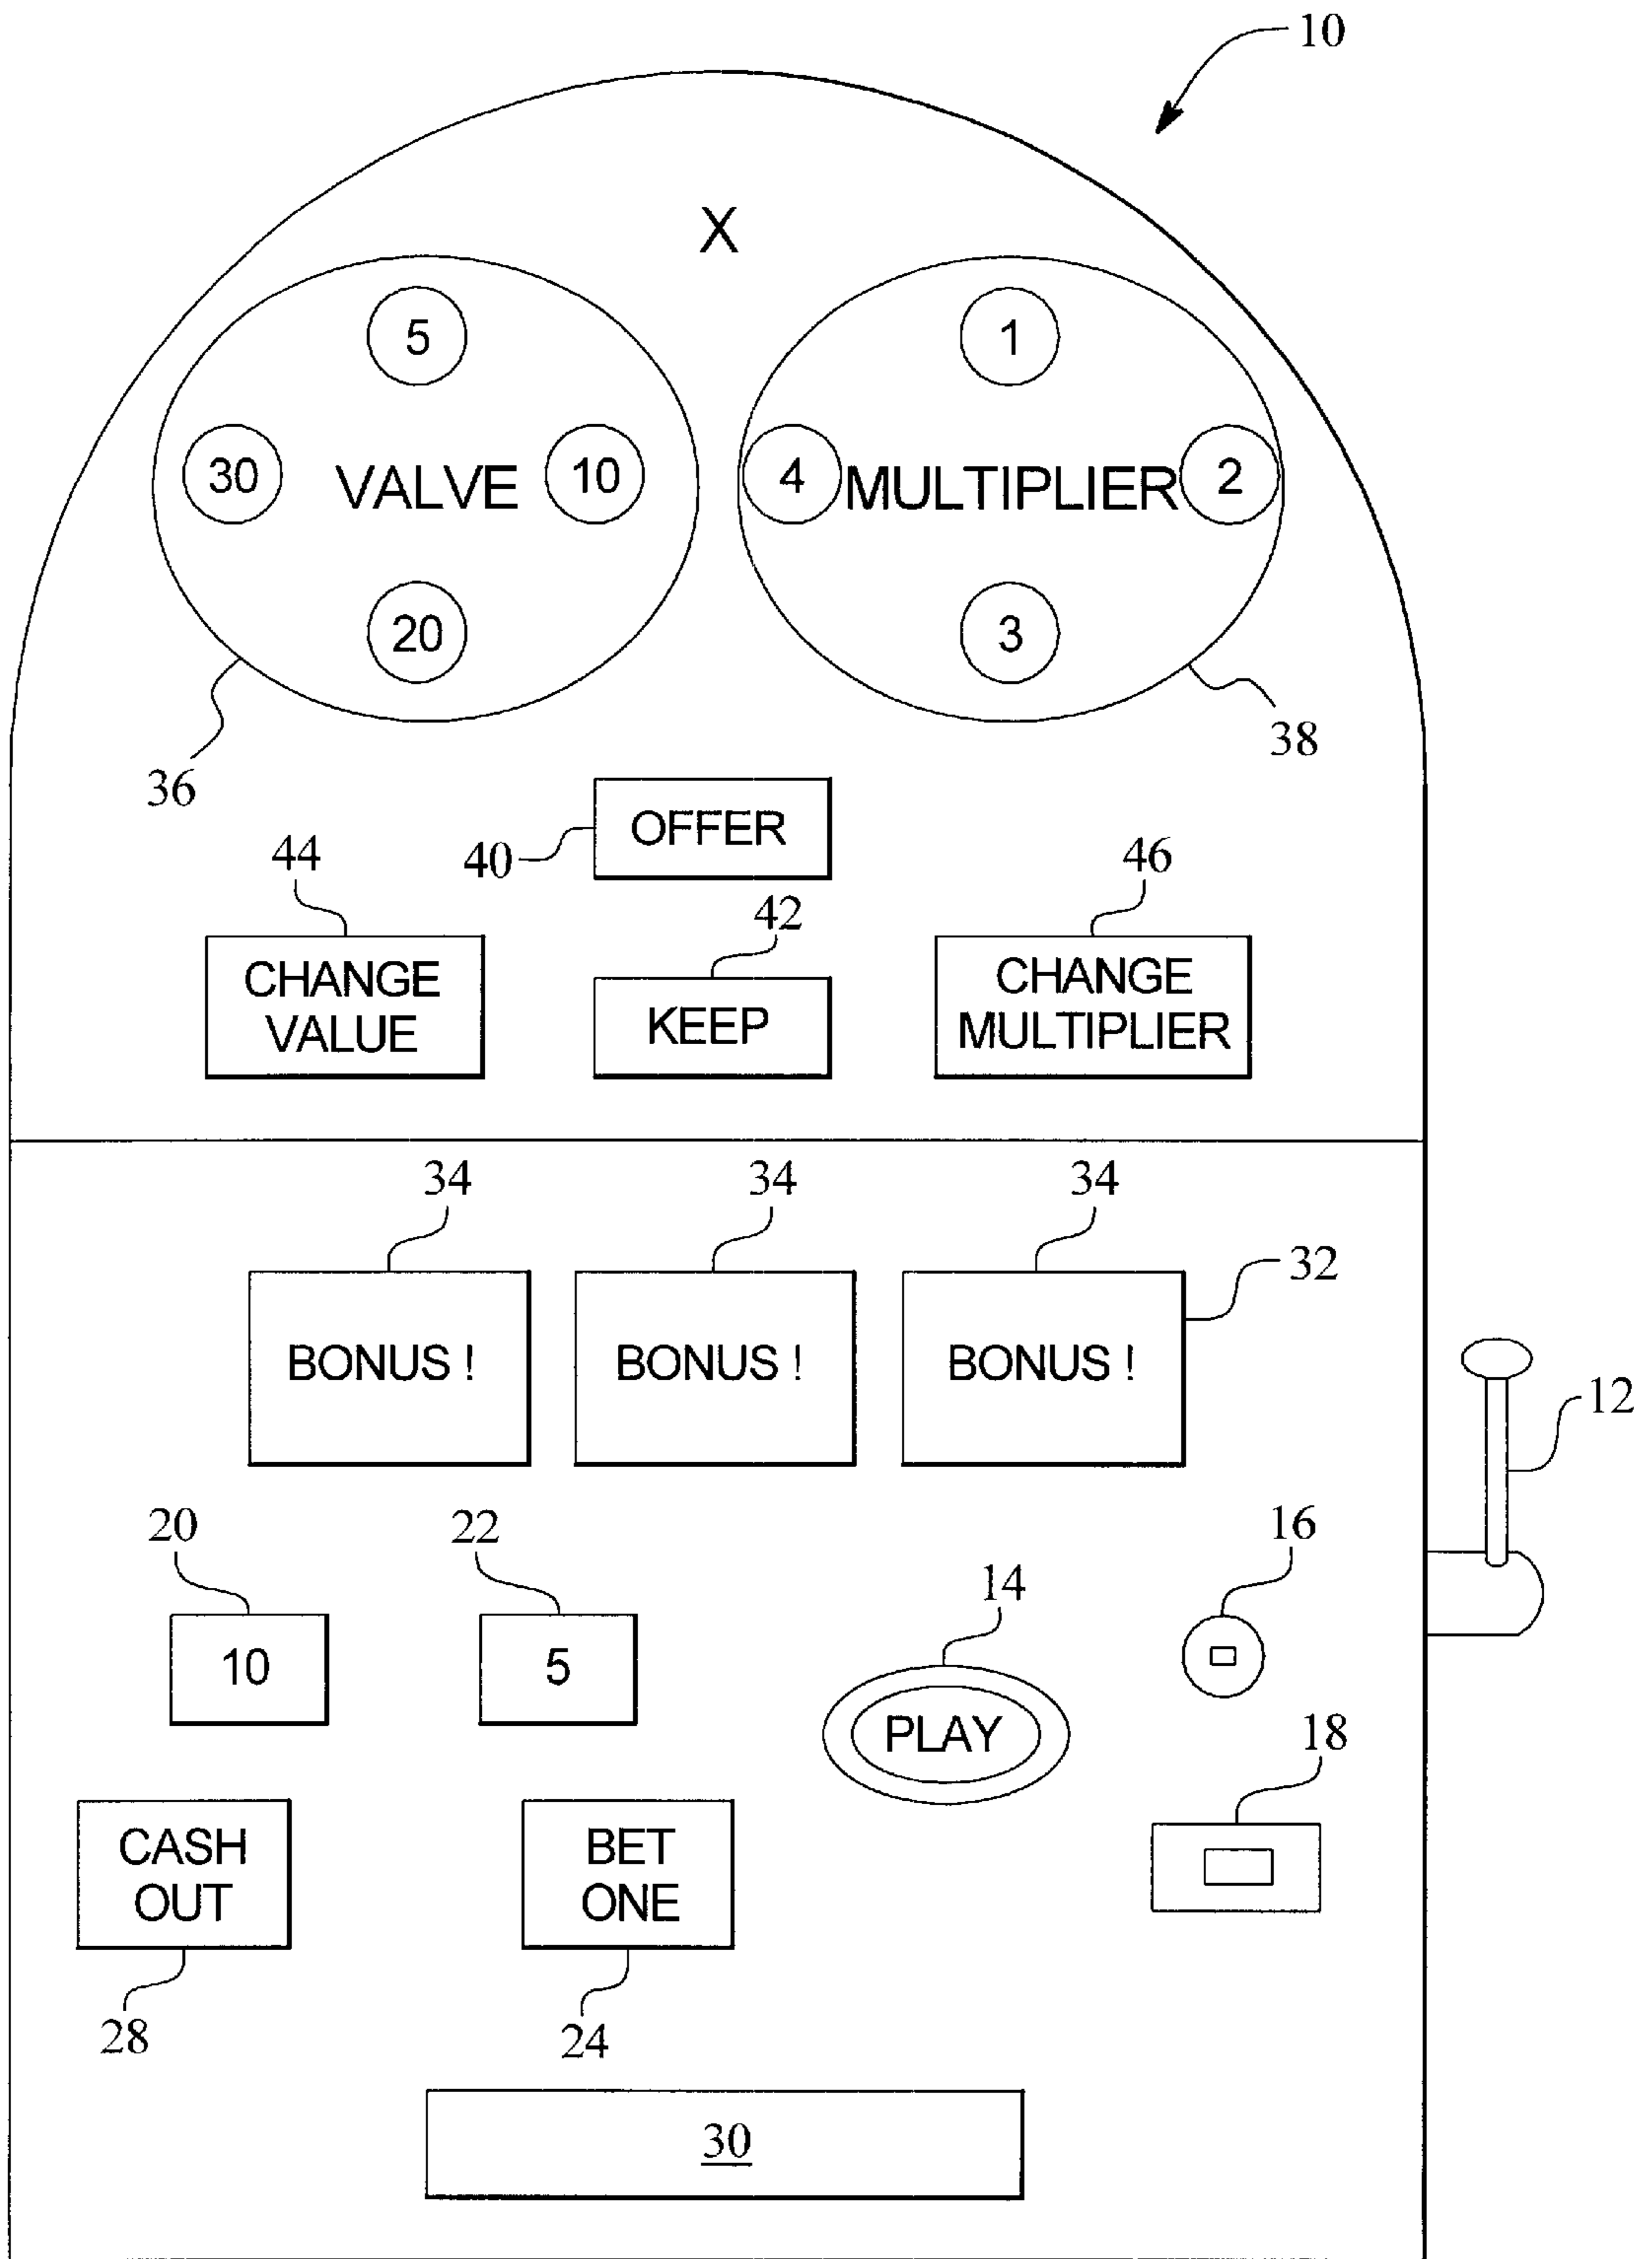 10
X
5
1
30
VALVE
10
4
MULTIPLIER
2
20
3
36
38
40
OFFER
44
42
46
CHANGE
VALUE
KEEP
CHANGE
MULTIPLIER
34
34
34
32
BONUS !
BONUS !
BONUS !
12
20
22
14
16
10
5
PLAY
18
CASH
OUT
BET
ONE
28
24
30